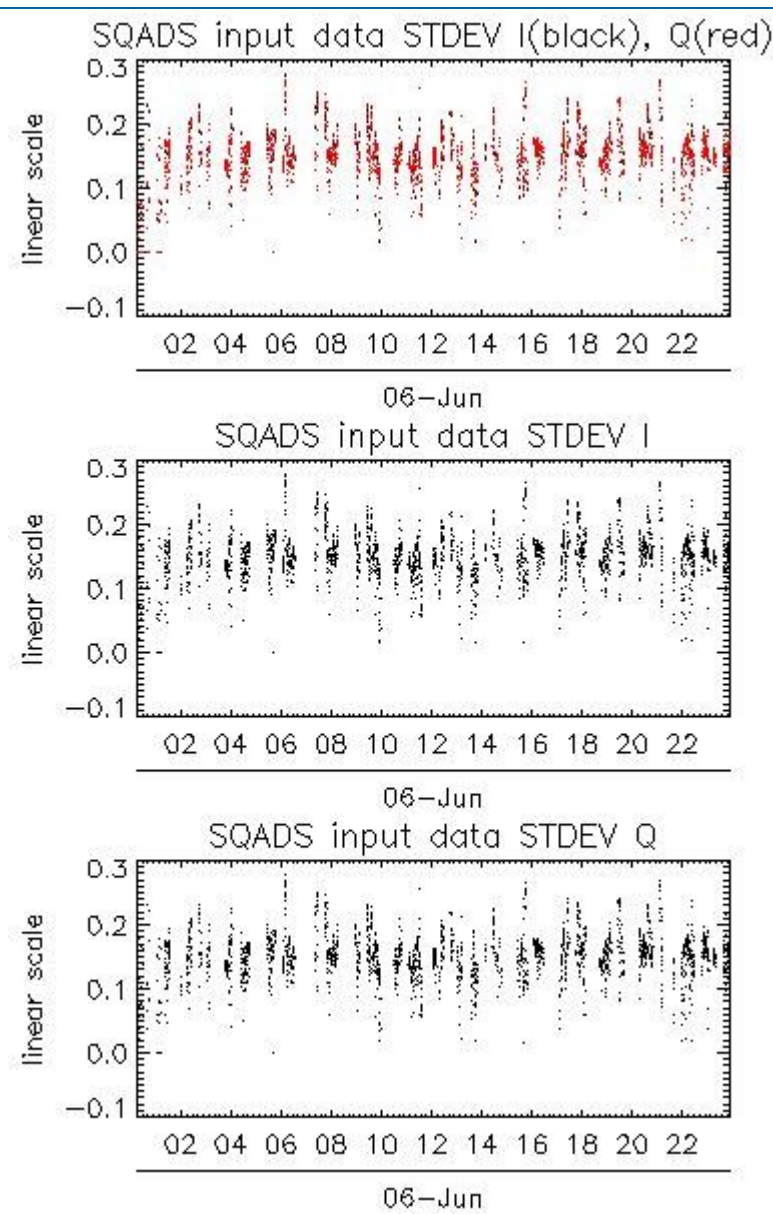 SQADS input data STDEV I(black), Q(red)
0.3
0.2
0.1
0.0
−0.1
linear scale
02 04 06 08 10 12 14 16 18 20 22
06−Jun
SQADS input data STDEV I
0.3
0.2
0.1
0.0
−0.1
linear scale
02 04 06 08 10 12 14 16 18 20 22
06−Jun
SQADS input data STDEV Q
0.3
0.2
0.1
0.0
−0.1
linear scale
02 04 06 08 10 12 14 16 18 20 22
06−Jun